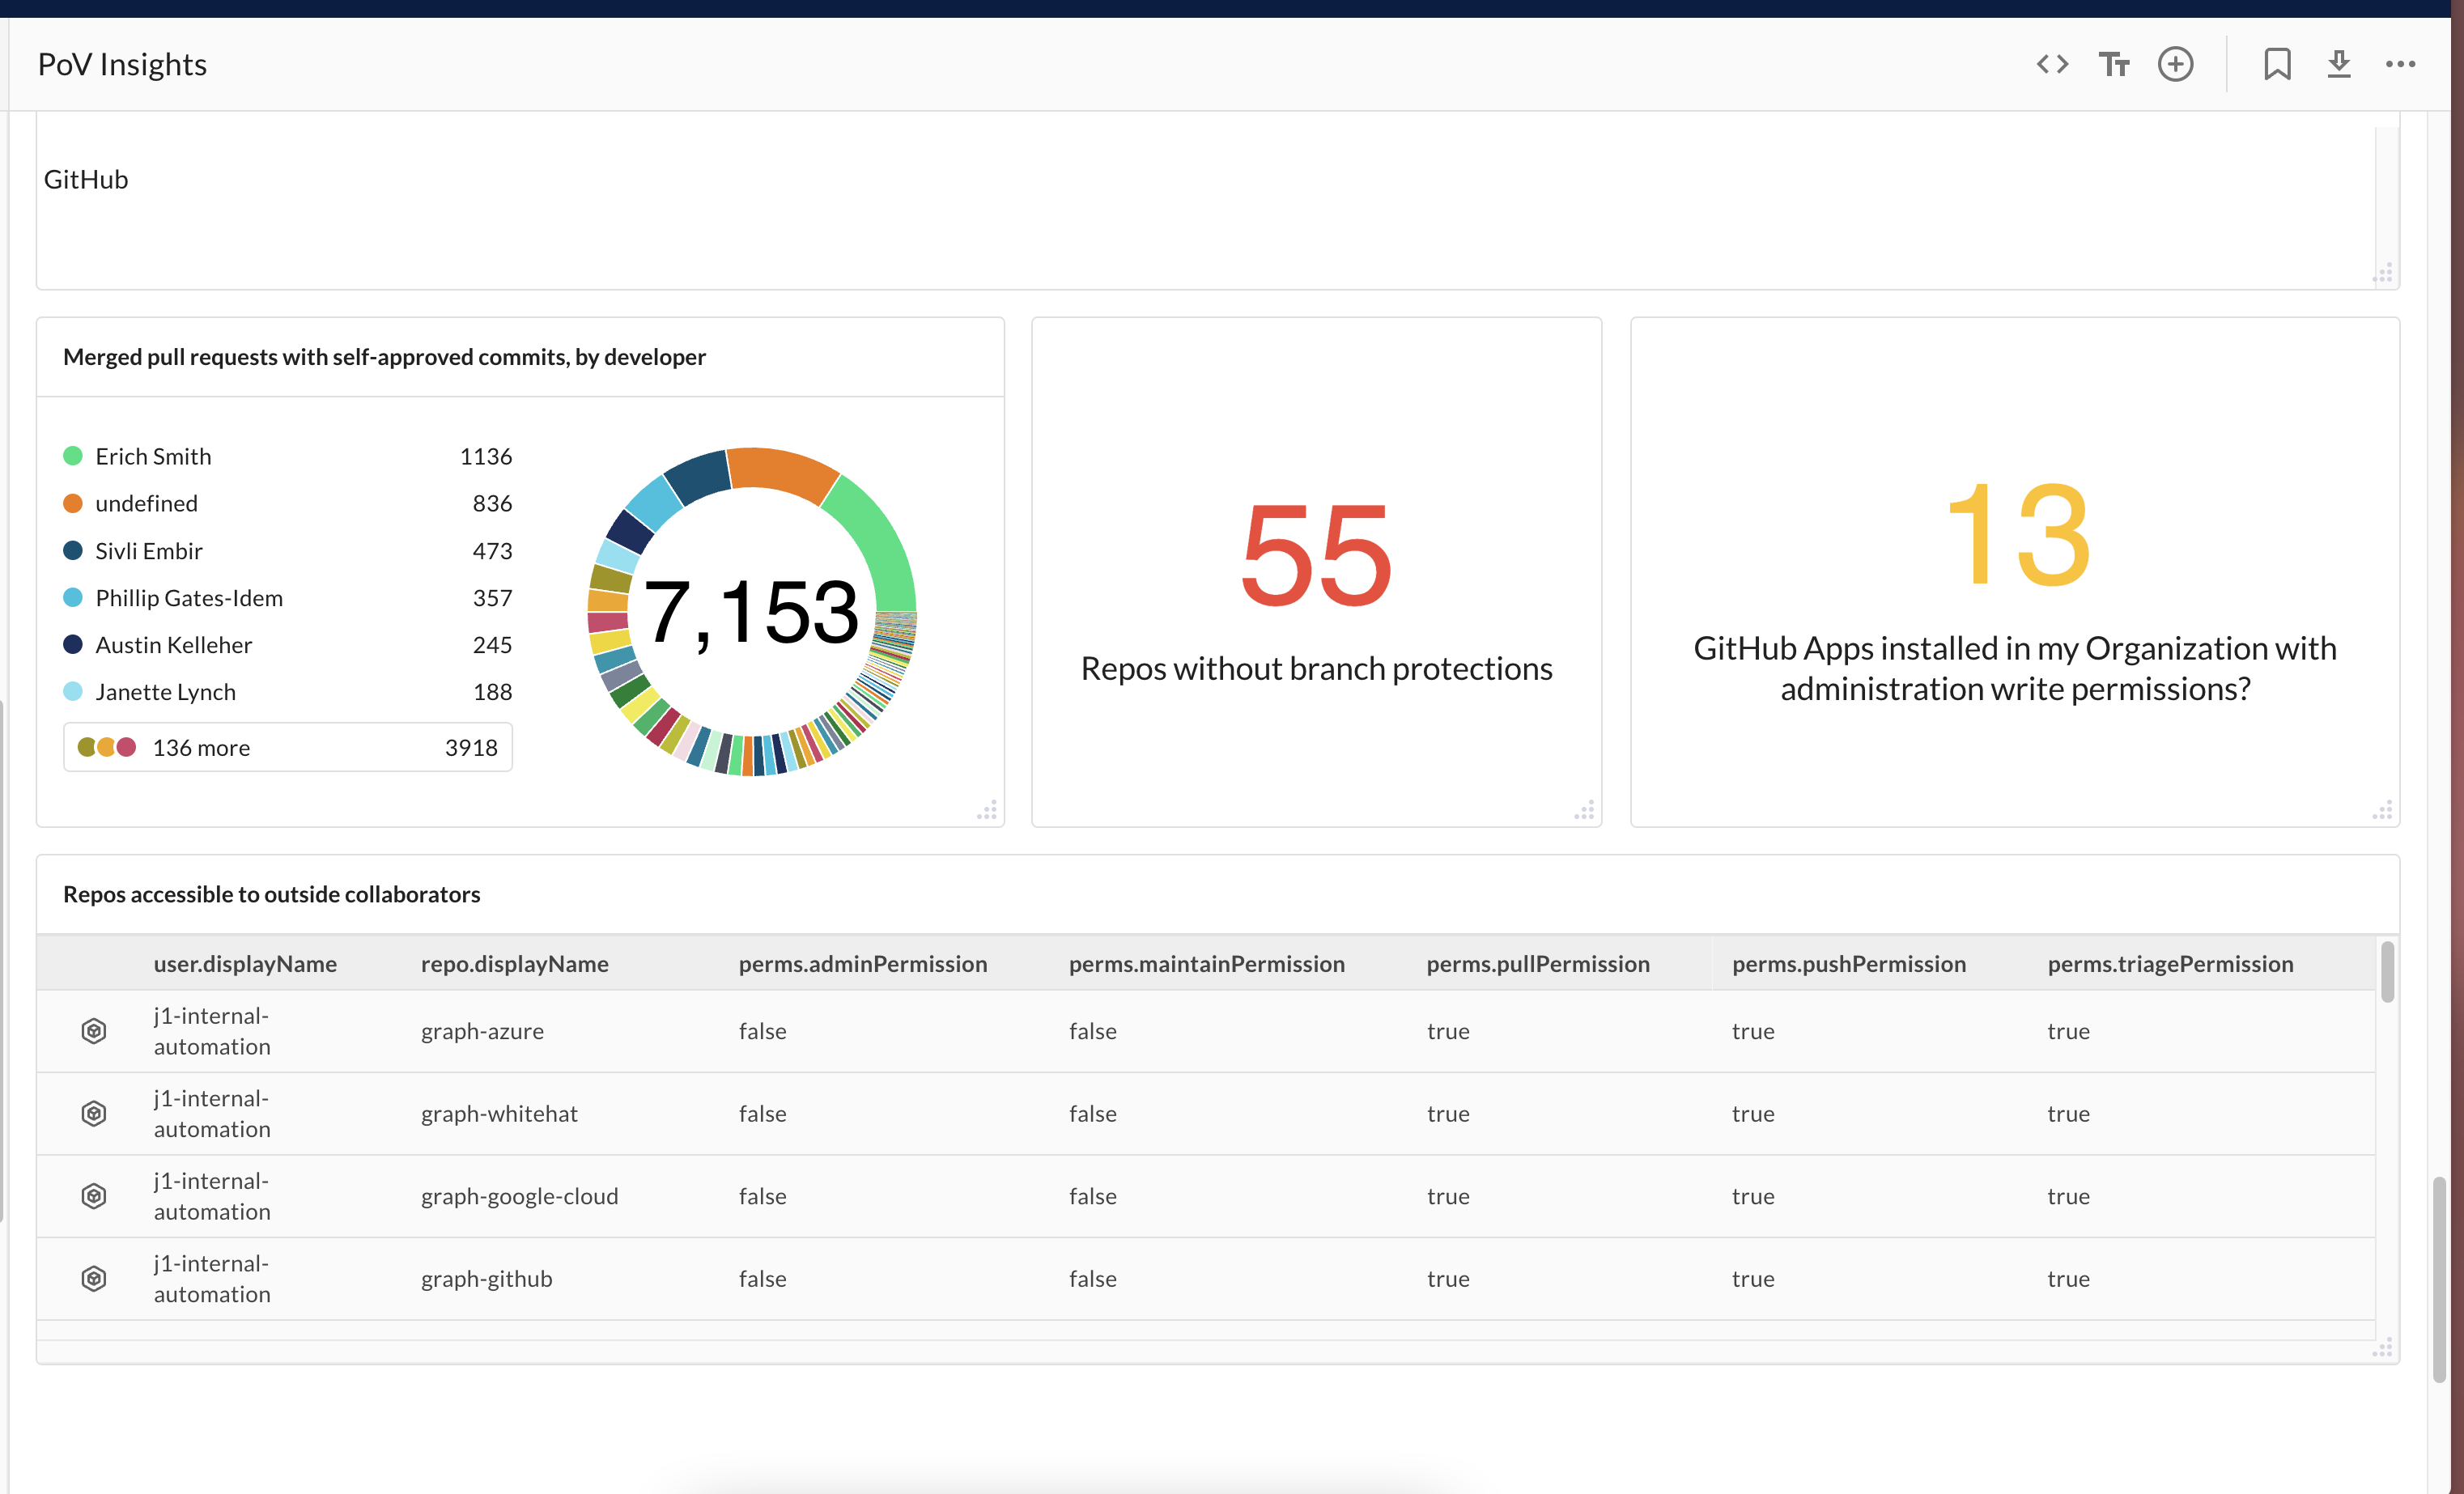 PoV Insights
GitHub
Merged pull requests with self-approved commits, by developer
Erich Smith 1136
undefined 836
Sivli Embir 473
Phillip Gates-Idem 357
Austin Kelleher 245
Janette Lynch 188
136 more 3918
7,153
55
Repos without branch protections
13
GitHub Apps installed in my Organization with
administration write permissions?
Repos accessible to outside collaborators
user.displayName repo.displayName perms.adminPermission perms.maintainPermission perms.pullPermission perms.pushPermission perms.triagePermission
j1-internal-
automation graph-azure false false true true true
j1-internal-
automation graph-whitehat false false true true true
j1-internal-
automation graph-google-cloud false false true true true
j1-internal-
automation graph-github false false true true true